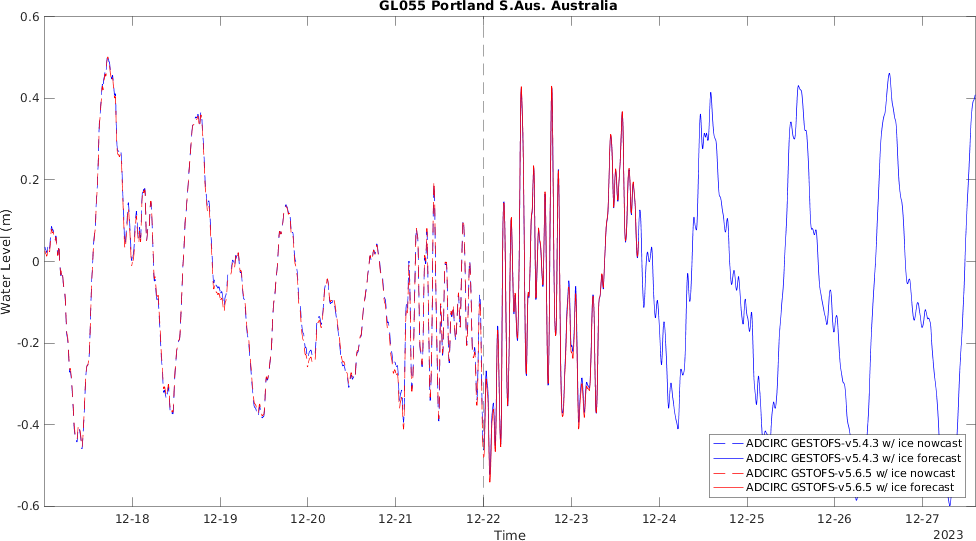 GL055 Portland S.Aus. Australia
0.6
0.4
0.2
0
-0.2
-0.4
-0.6
Water Level (m)
ADCIRC GESTOFS-v5.4.3 w/ ice nowcast
ADCIRC GESTOFS-v5.4.3 w/ ice forecast
ADCIRC GSTOFS-v5.6.5 w/ ice nowcast
ADCIRC GSTOFS-v5.6.5 w/ ice forecast
12-18 12-19 12-20 12-21 12-22 12-23 12-24 12-25 12-26 12-27
Time 2023